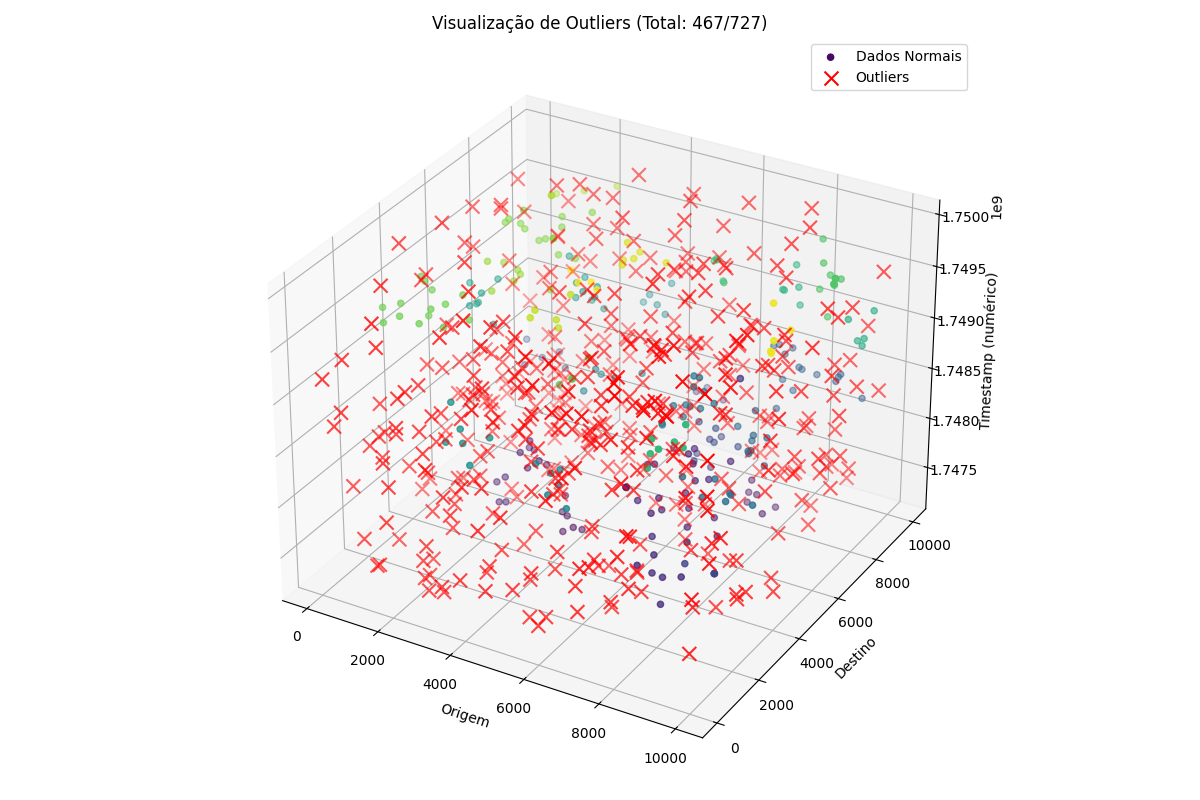 Visualização de Outliers (Total: 467/727)
Dados Normais
Outliers
1e9
1.7500
1.7495
1.7490
1.7485
1.7480
1.7475
Timestamp (numérico)
10000
8000
6000
4000
2000
0
Destino
0
2000
4000
6000
8000
10000
Origem